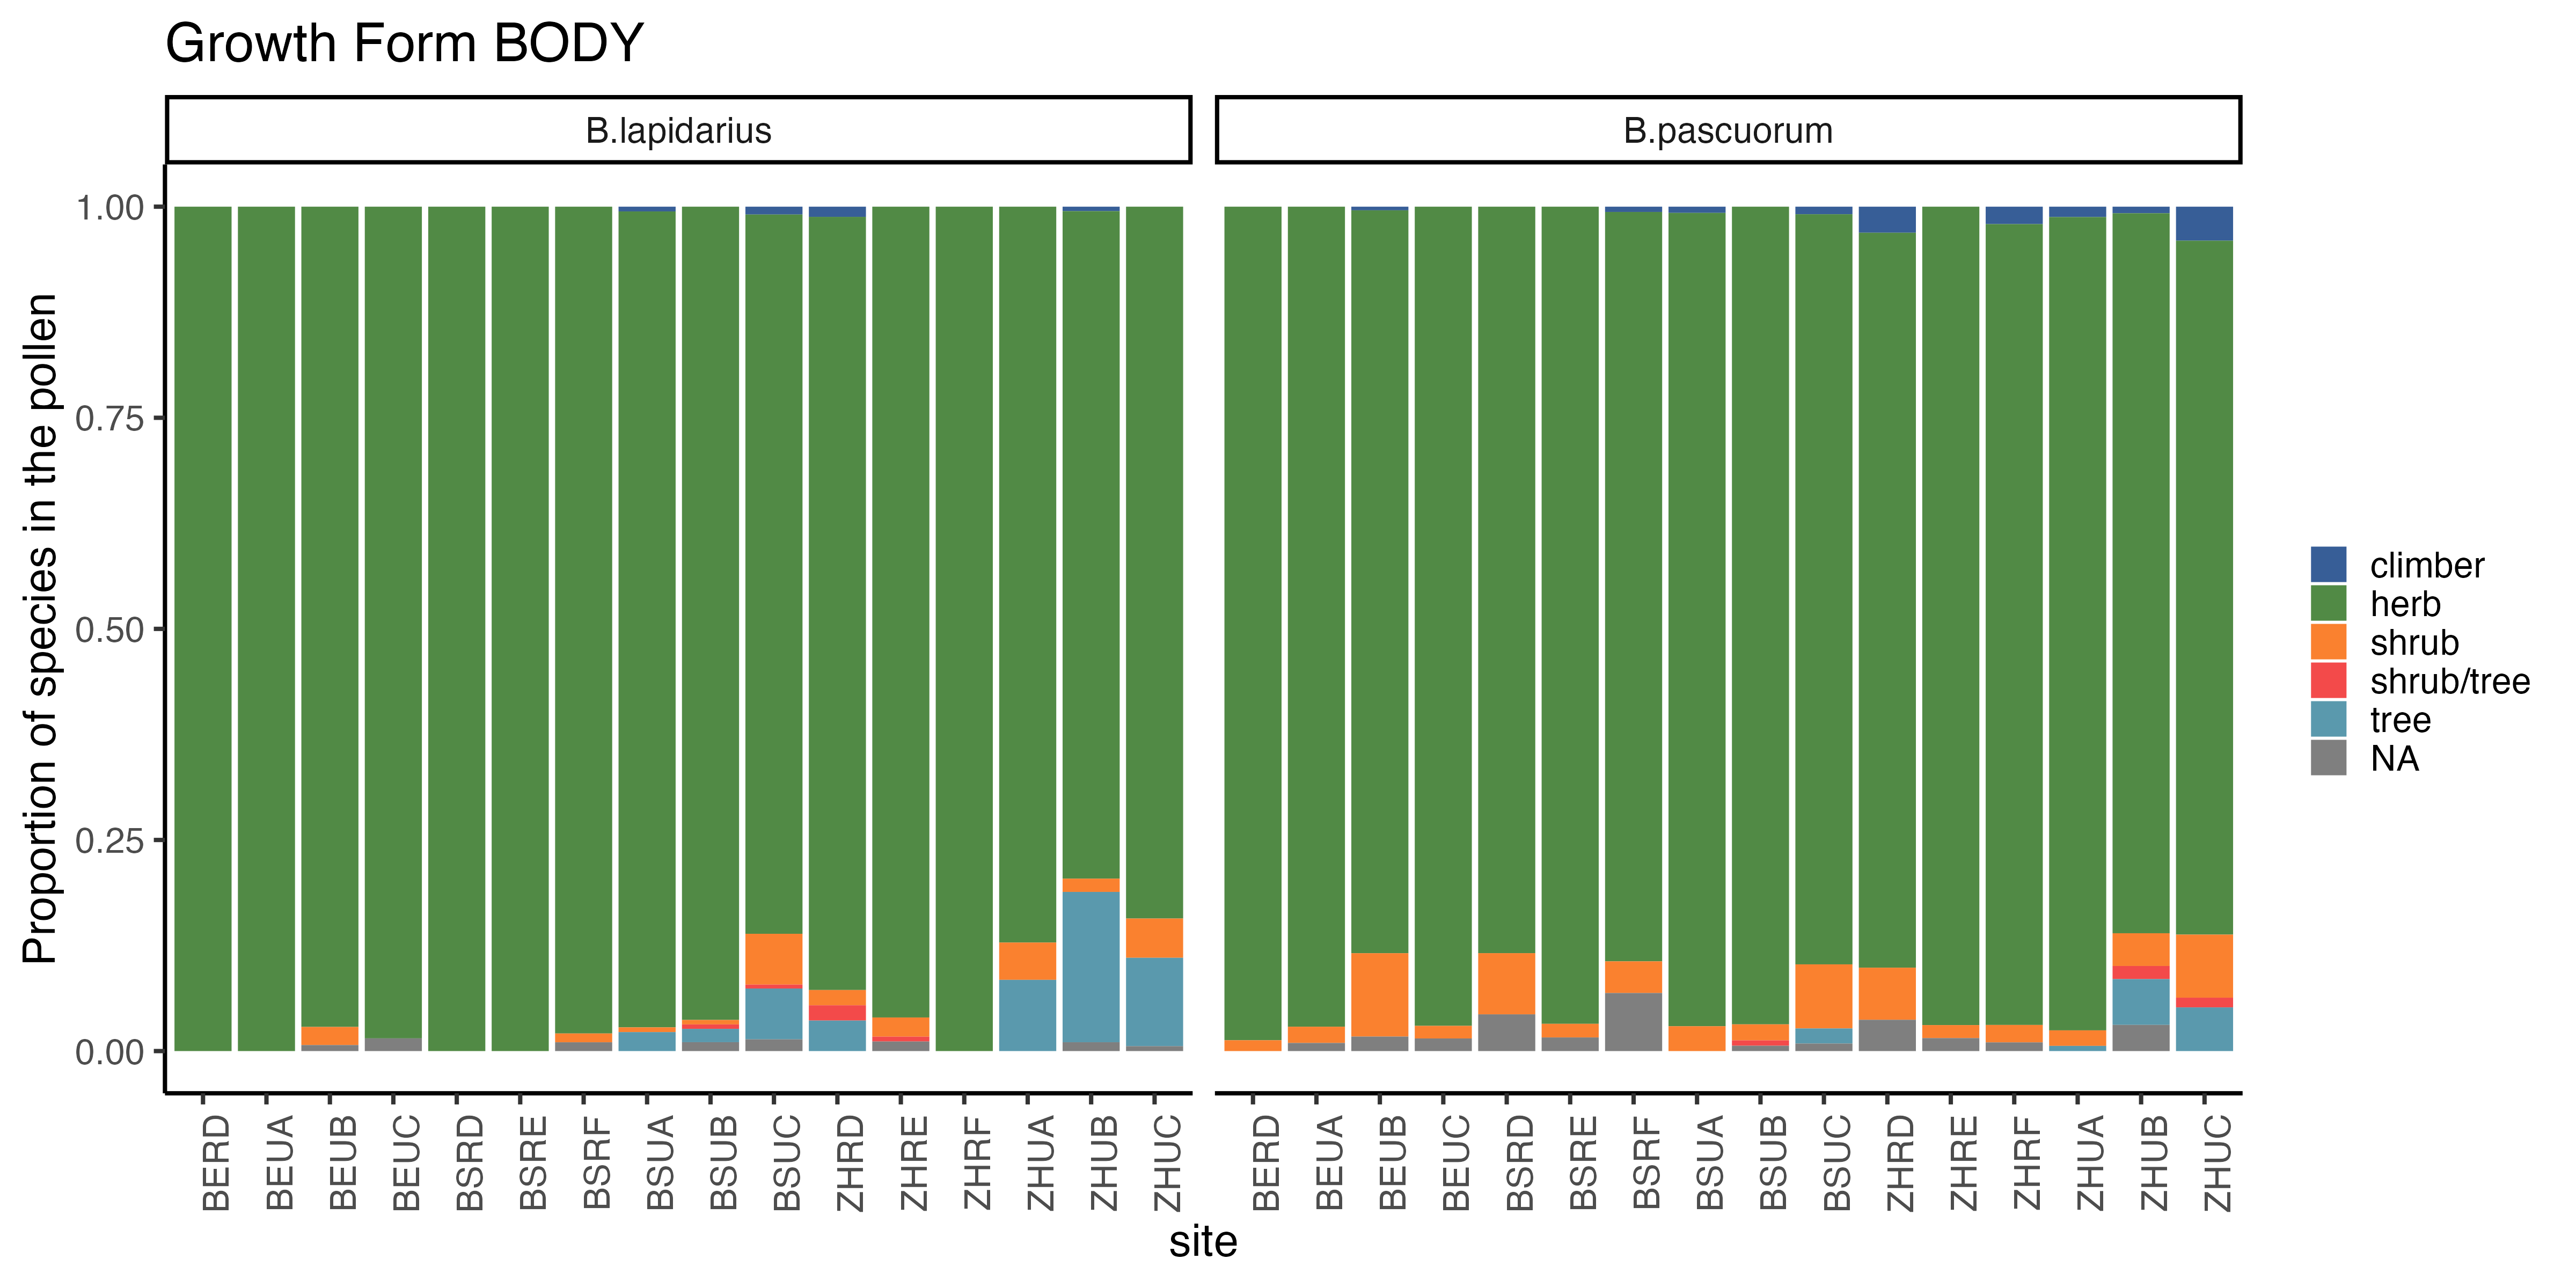 Growth Form BODY
B.lapidarius
B.pascuorum
Proportion of species in the pollen
1.00
0.75
0.50
0.25
0.00
BERD BEUA BEUB BEUC BSRD BSRE BSRF BSUA BSUB BSUC ZHRD ZHRE ZHRF ZHUA ZHUB ZHUC
BERD BEUA BEUB BEUC BSRD BSRE BSRF BSUA BSUB BSUC ZHRD ZHRE ZHRF ZHUA ZHUB ZHUC
site
climber
herb
shrub
shrub/tree
tree
NA